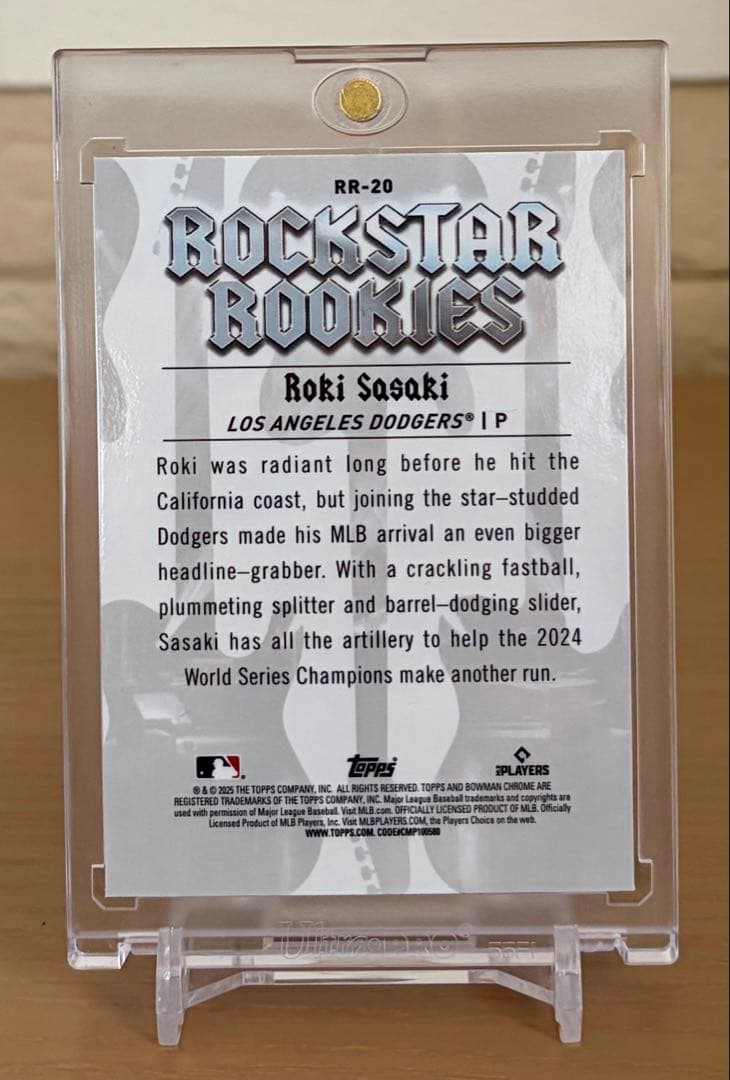 RR-20
ROCKSTAR
ROOKIES
Roki Sasaki
LOS ANGELES DODGERS® | P
Roki was radiant long before he hit the
California coast, but joining the star–studded
Dodgers made his MLB arrival an even bigger
headline–grabber. With a crackling fastball,
plummeting splitter and barrel–dodging slider,
Sasaki has all the artillery to help the 2024
World Series Champions make another run.
topps
MLB PLAYERS
® & © 2025 THE TOPPS COMPANY, INC. ALL RIGHTS RESERVED. TOPPS AND BOWMAN CHROME ARE
REGISTERED TRADEMARKS OF THE TOPPS COMPANY, INC. Major League Baseball trademarks and copyrights are
used with permission of Major League Baseball. Visit MLB.com. OFFICIALLY LICENSED PRODUCT OF MLB. Officially
Licensed Product of MLB Players, Inc. Visit MLBPLAYERS.COM, the Players Choice on the web.
WWW.TOPPS.COM. CODE#CMP100580
Ultra PRO®